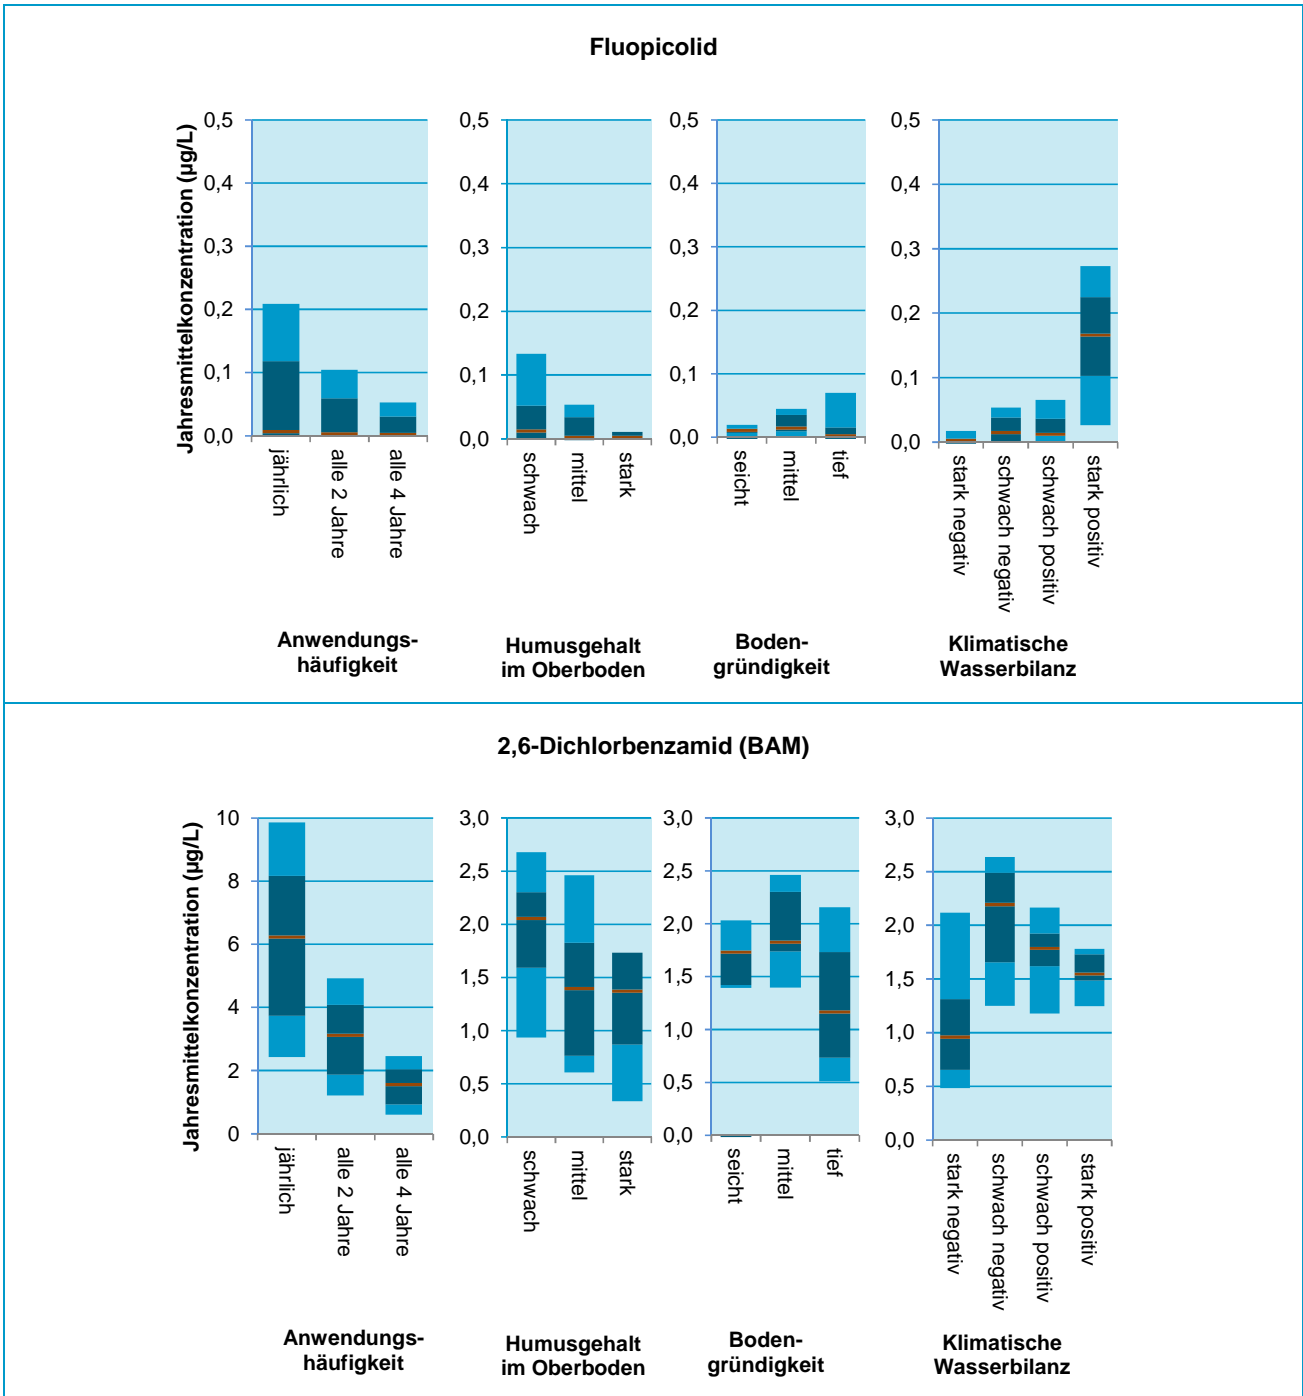 Fluopicolid
Jahresmittelkonzentration (µg/L)
0,5
0,4
0,3
0,2
0,1
0,0
jährlich
alle 2 Jahre
alle 4 Jahre
Anwendungs-
häufigkeit
0,5
0,4
0,3
0,2
0,1
0,0
schwach
mittel
stark
Humusgehalt
im Oberboden
0,5
0,4
0,3
0,2
0,1
0,0
seicht
mittel
tief
Boden-
gründigkeit
0,5
0,4
0,3
0,2
0,1
0,0
stark negativ
schwach negativ
schwach positiv
stark positiv
Klimatische
Wasserbilanz
2,6-Dichlorbenzamid (BAM)
Jahresmittelkonzentration (µg/L)
10
8
6
4
2
0
jährlich
alle 2 Jahre
alle 4 Jahre
Anwendungs-
häufigkeit
3,0
2,5
2,0
1,5
1,0
0,5
0,0
schwach
mittel
stark
Humusgehalt
im Oberboden
3,0
2,5
2,0
1,5
1,0
0,5
0,0
seicht
mittel
tief
Boden-
gründigkeit
3,0
2,5
2,0
1,5
1,0
0,5
0,0
stark negativ
schwach negativ
schwach positiv
stark positiv
Klimatische
Wasserbilanz